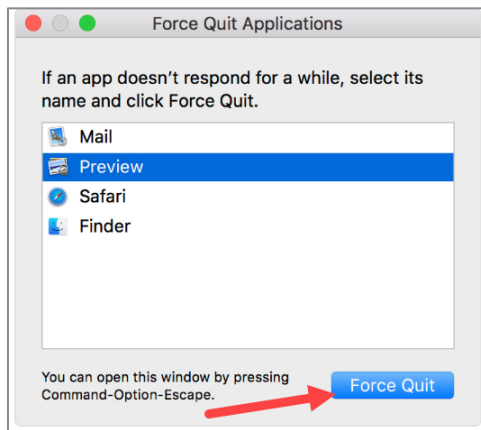 Force Quit Applications
If an app doesn’t respond for a while, select its
name and click Force Quit.
Mail
Preview
Safari
Finder
You can open this window by pressing
Command-Option-Escape.
Force Quit